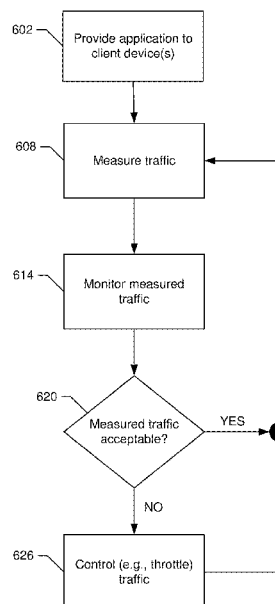 602
Provide application to
client device(s)
608
Measure traffic
614
Monitor measured
traffic
620
Measured traffic
acceptable?
YES
NO
626
Control (e.g., throttle)
traffic